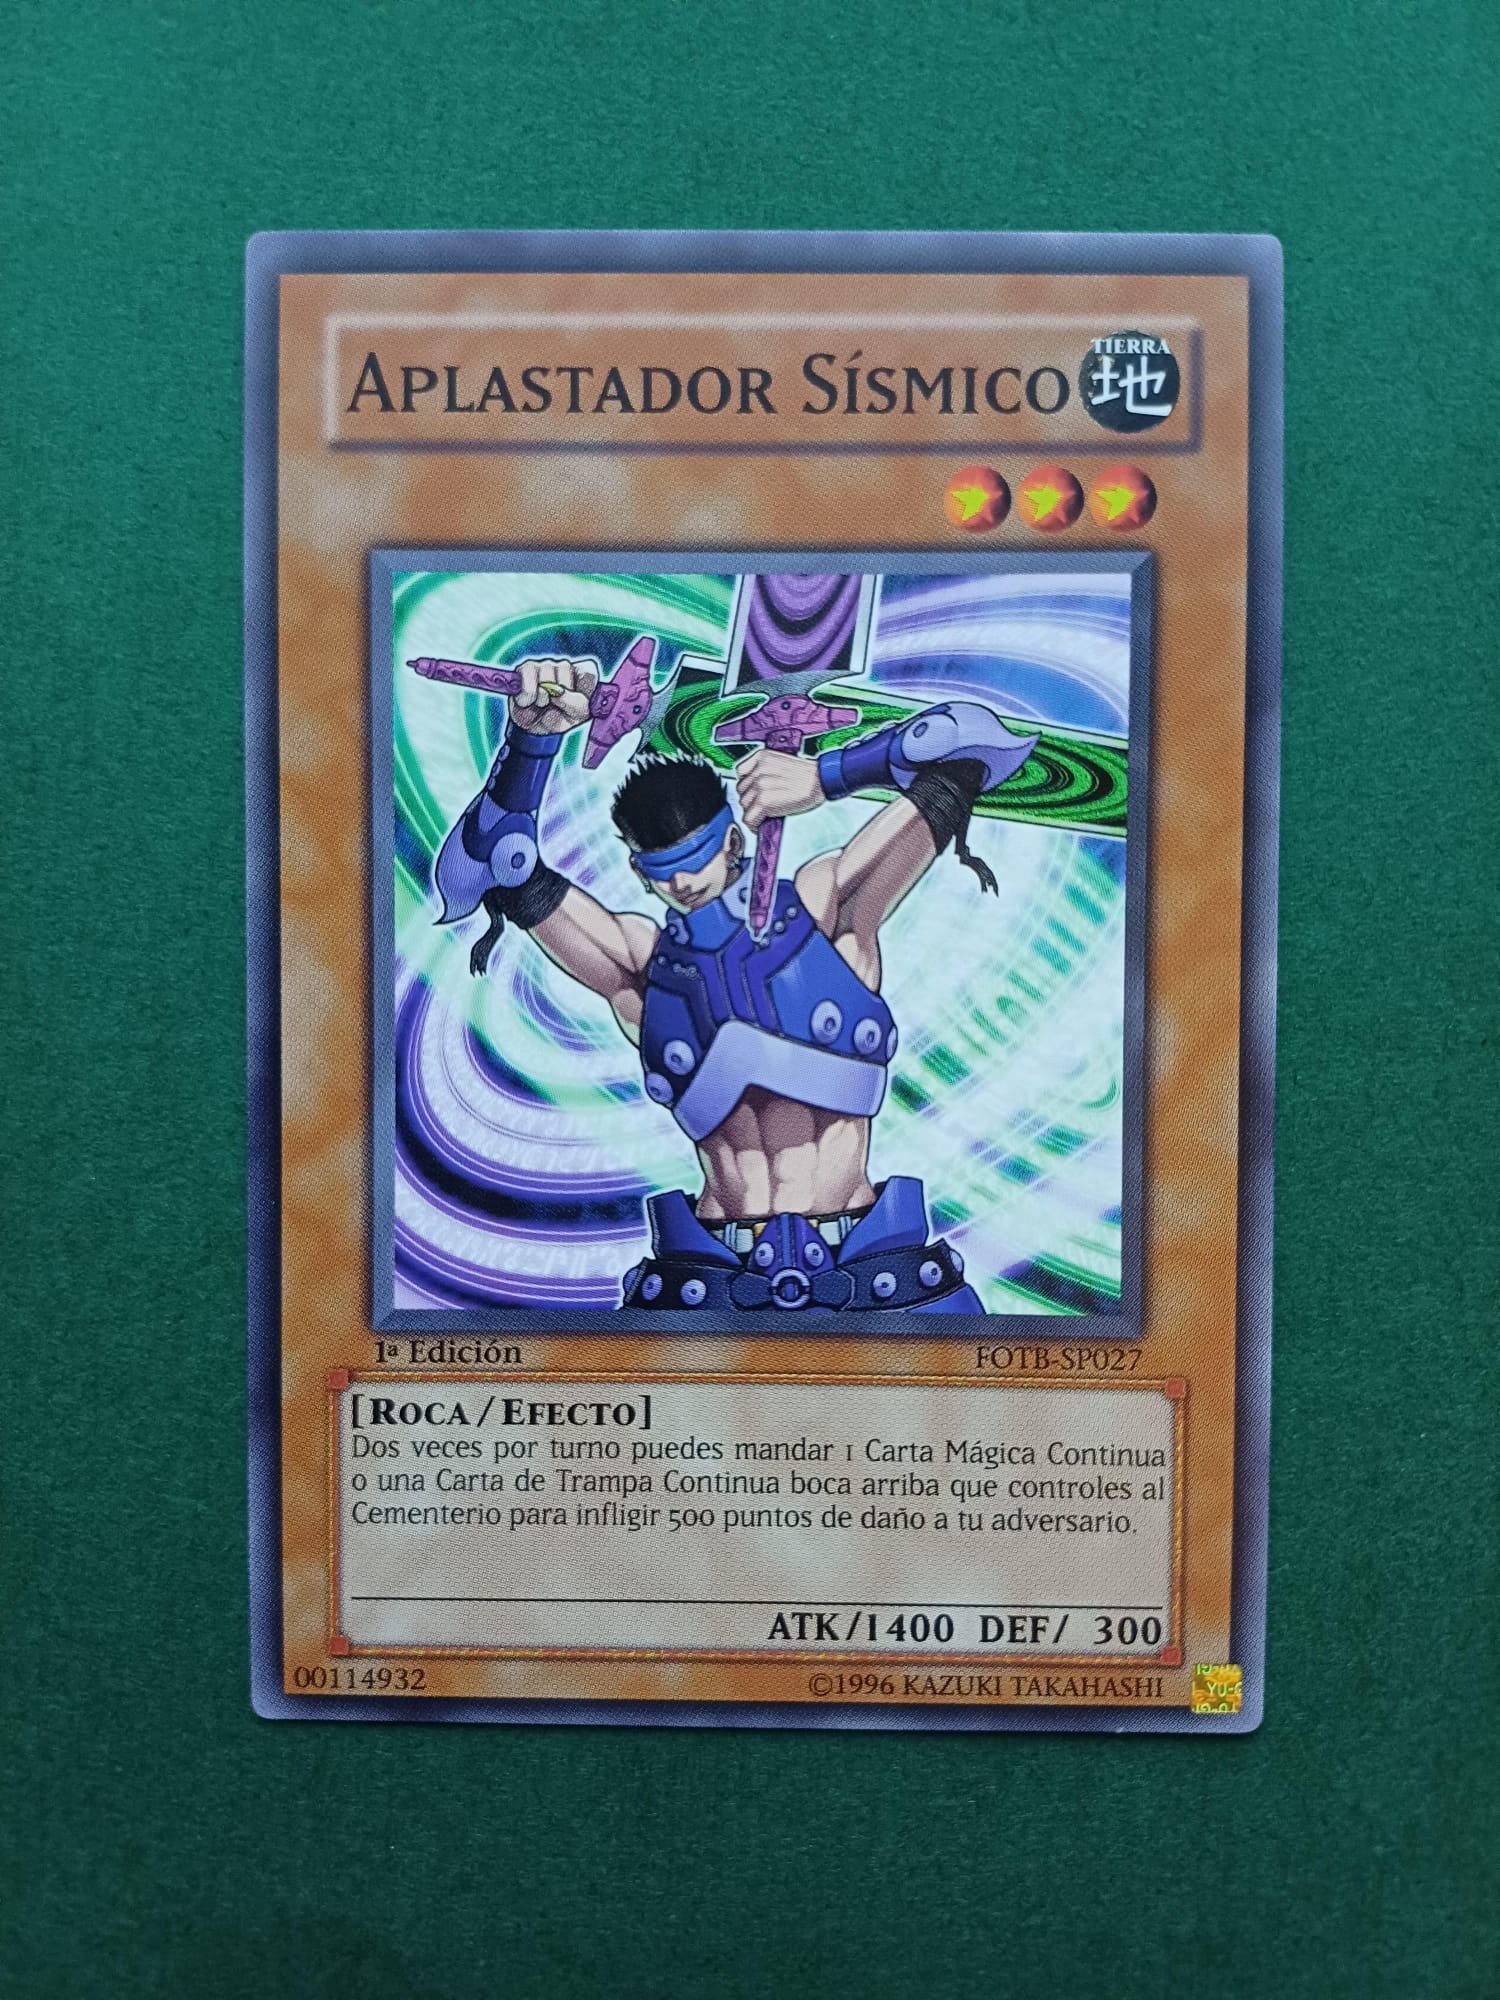 APLASTADOR SÍSMICO
TIERRA
地
1ª Edición
FOTB-SP027
[ROCA/EFECTO]
Dos veces por turno puedes mandar 1 Carta Mágica Continua
o una Carta de Trampa Continua boca arriba que controles al
Cementerio para infligir 500 puntos de daño a tu adversario.
ATK/1400 DEF/ 300
00114932
©1996 KAZUKI TAKAHASHI
YU-G